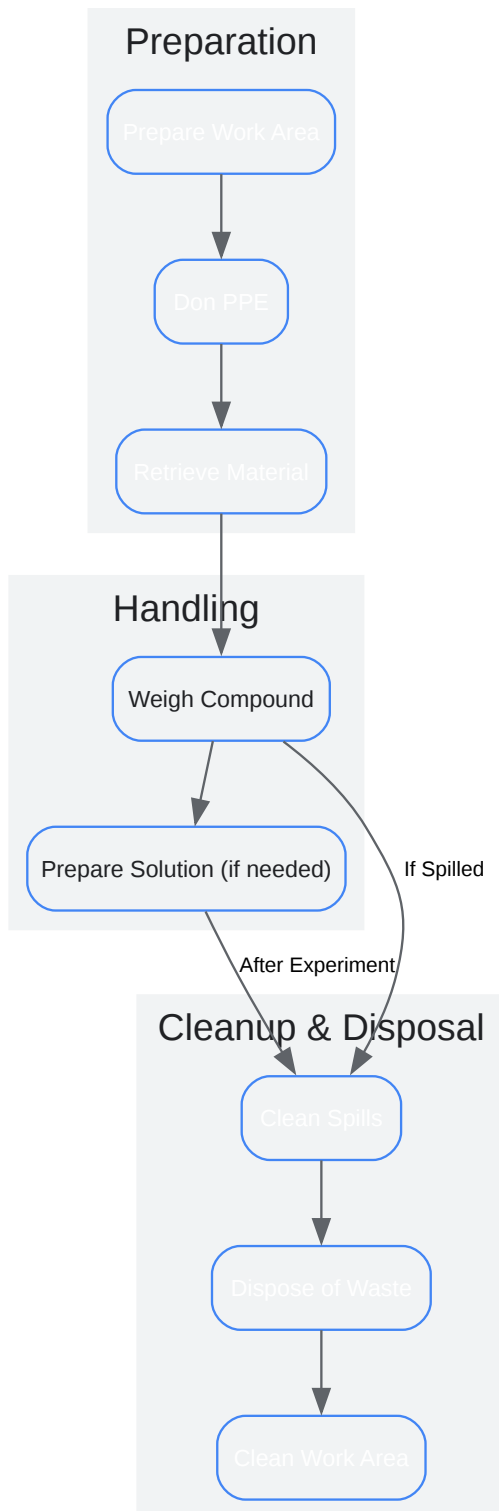 Preparation
Prepare Work Area
Don PPE
Retrieve Material
Handling
Weigh Compound
Prepare Solution (if needed)
If Spilled
After Experiment
Cleanup & Disposal
Clean Spills
Dispose of Waste
Clean Work Area